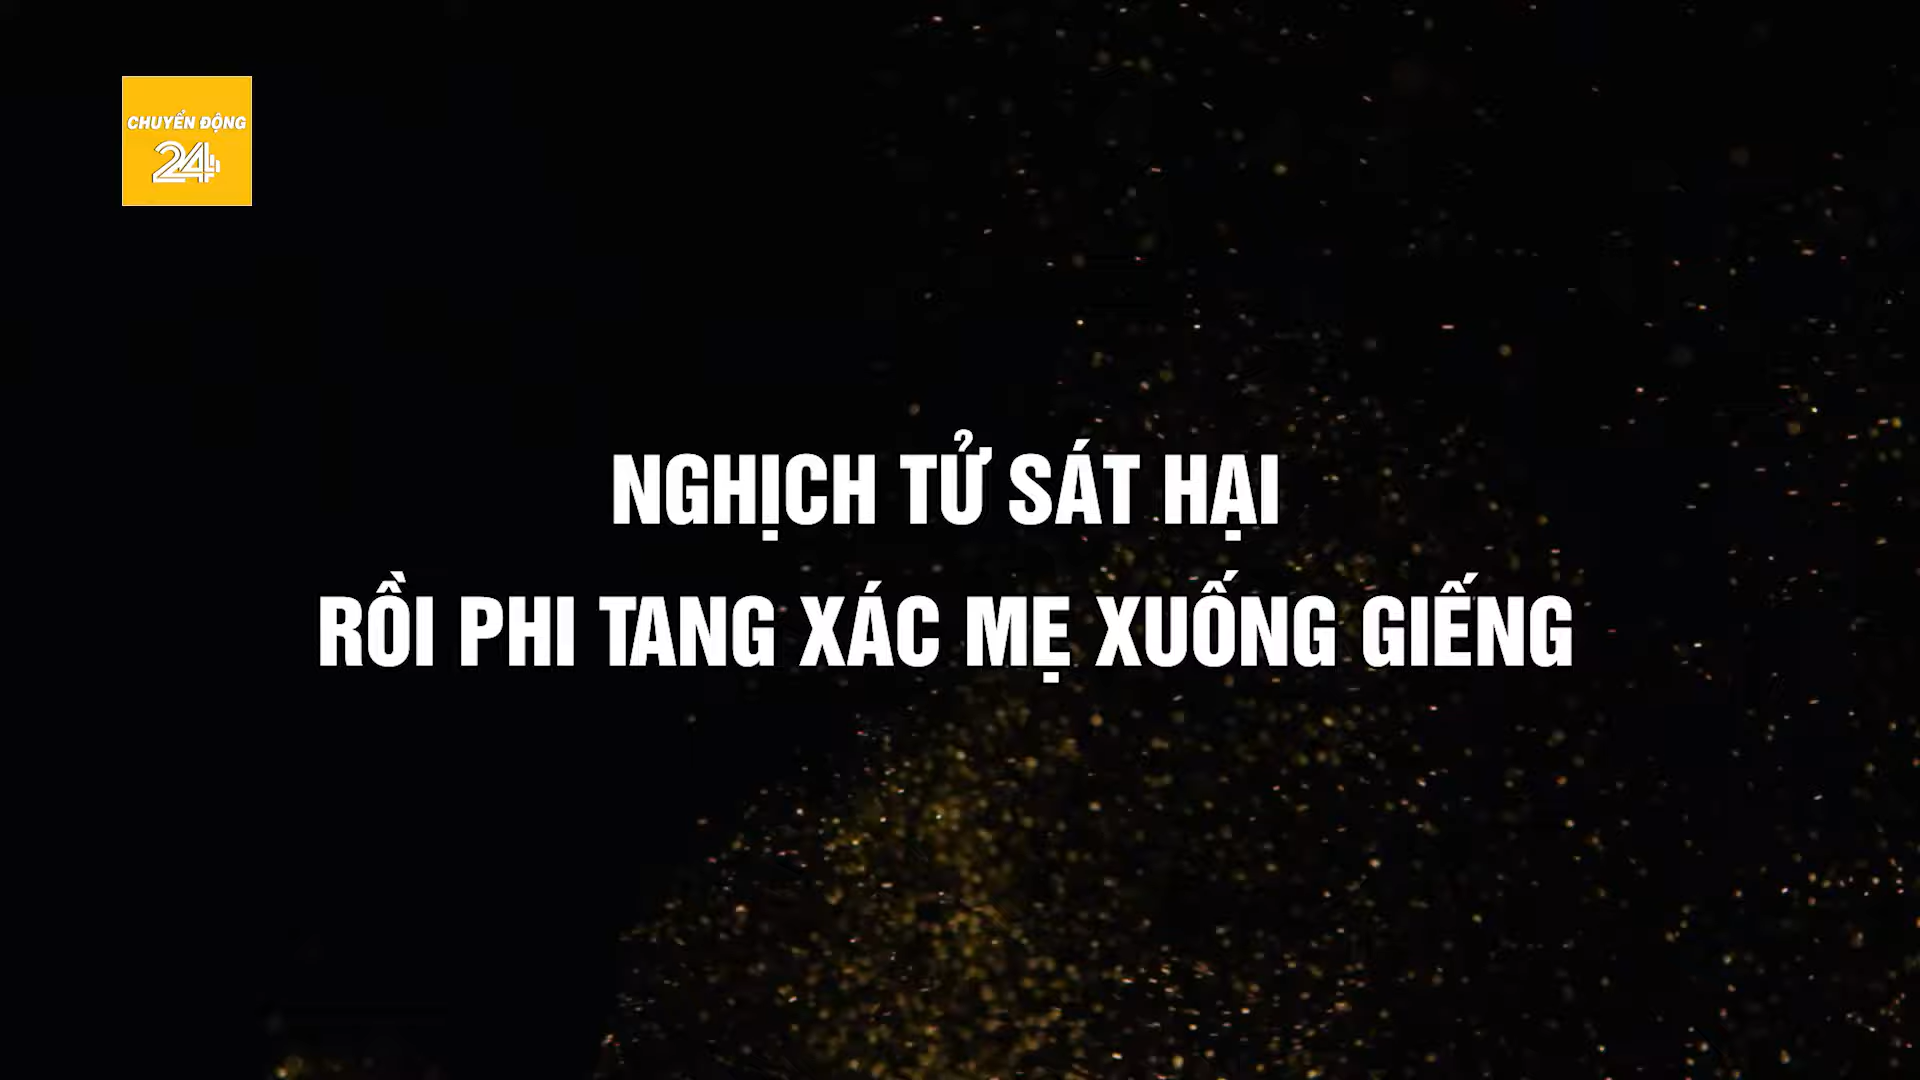 CHUYỂN ĐỘNG
24h
NGHỊCH TỬ SÁT HẠI
RỒI PHI TANG XÁC MẸ XUỐNG GIẾNG